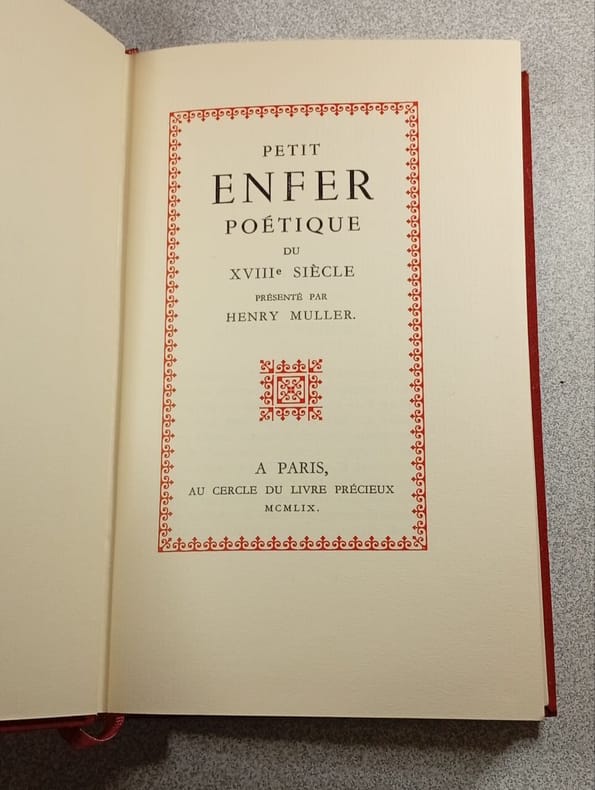 PETIT
ENFER
POÉTIQUE
DU
XVIIIe SIÈCLE
PRÉSENTÉ PAR
HENRY MULLER.
A PARIS,
AU CERCLE DU LIVRE PRÉCIEUX
MCMLIX.